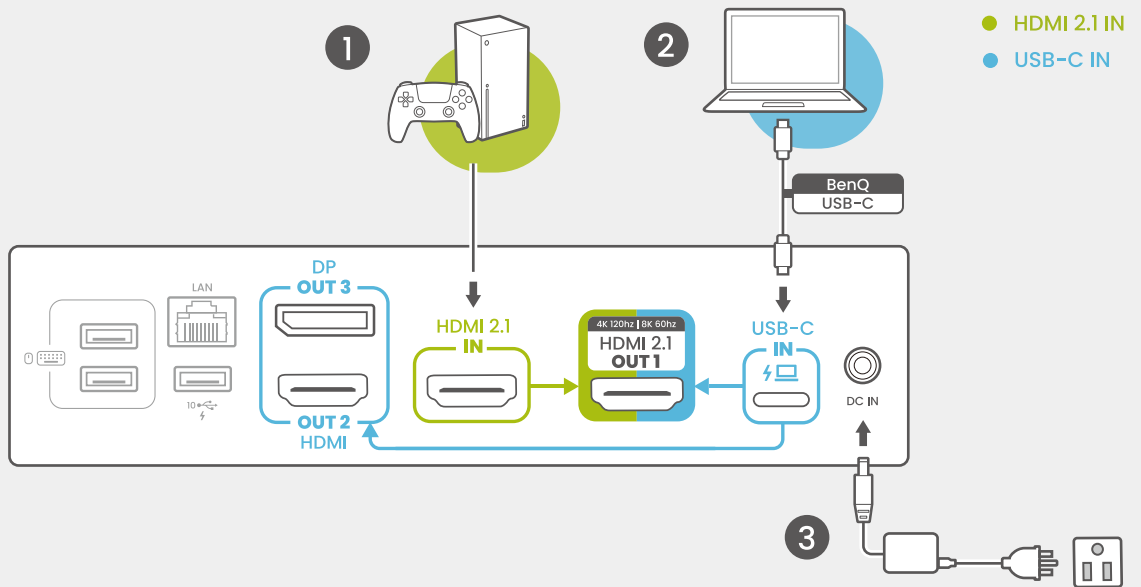 1
2
HDMI 2.1 IN
USB-C IN
BenQ
USB-C
LAN
10
DP
OUT 3
OUT 2
HDMI
HDMI 2.1
IN
4K 120hz | 8K 60hz
HDMI 2.1
OUT 1
USB-C
IN
DC IN
3